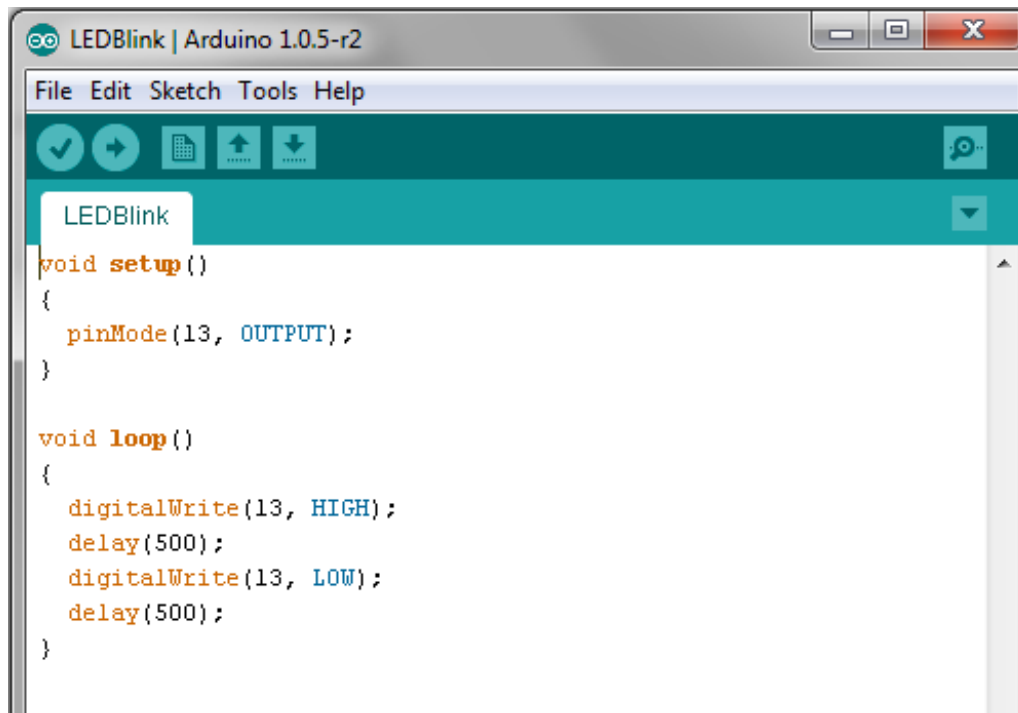 LEDBlink | Arduino 1.0.5-r2
File Edit Sketch Tools Help
LEDBlink
void setup()
{
  pinMode(13, OUTPUT);
}

void loop()
{
  digitalWrite(13, HIGH);
  delay(500);
  digitalWrite(13, LOW);
  delay(500);
}